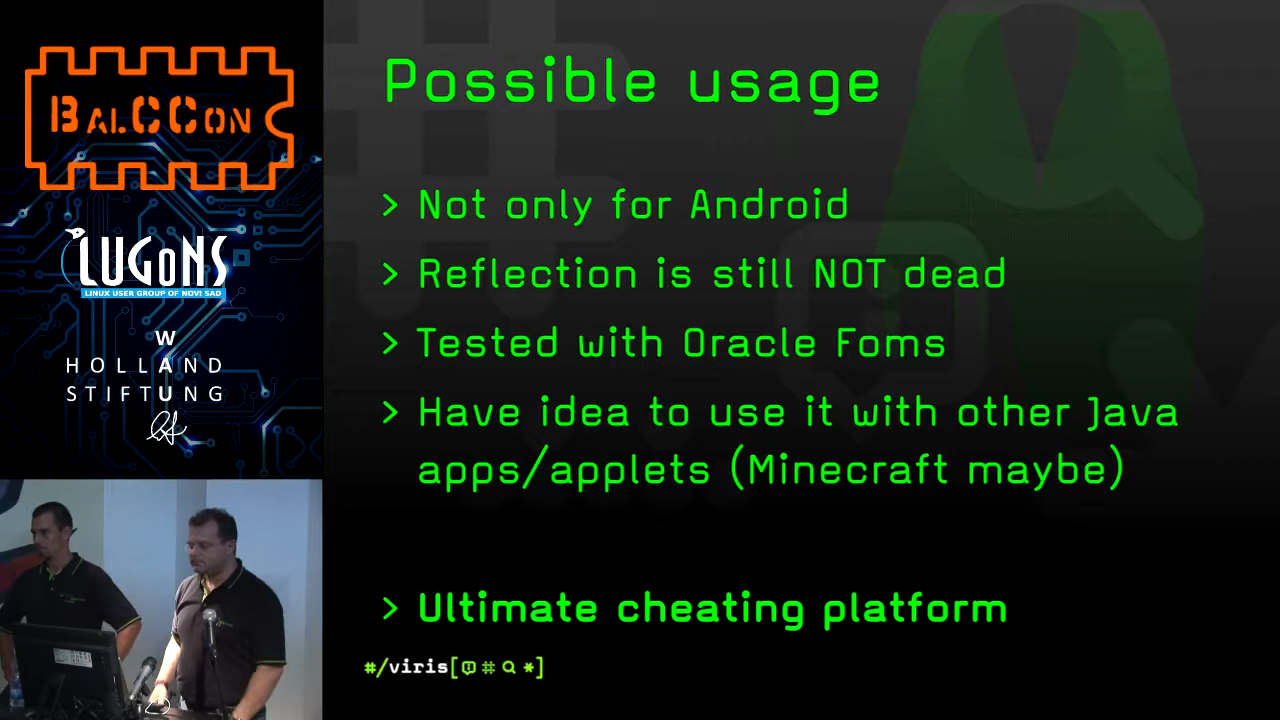 BALCCON
LUGoNS
LINUX USER GROUP OF NOVI SAD
W
HOLLAND
A
STIFTUNG
Possible usage
> Not only for Android
> Reflection is still NOT dead
> Tested with Oracle Foms
> Have idea to use it with other Java
apps/applets (Minecraft maybe)
> Ultimate cheating platform
#/viris[